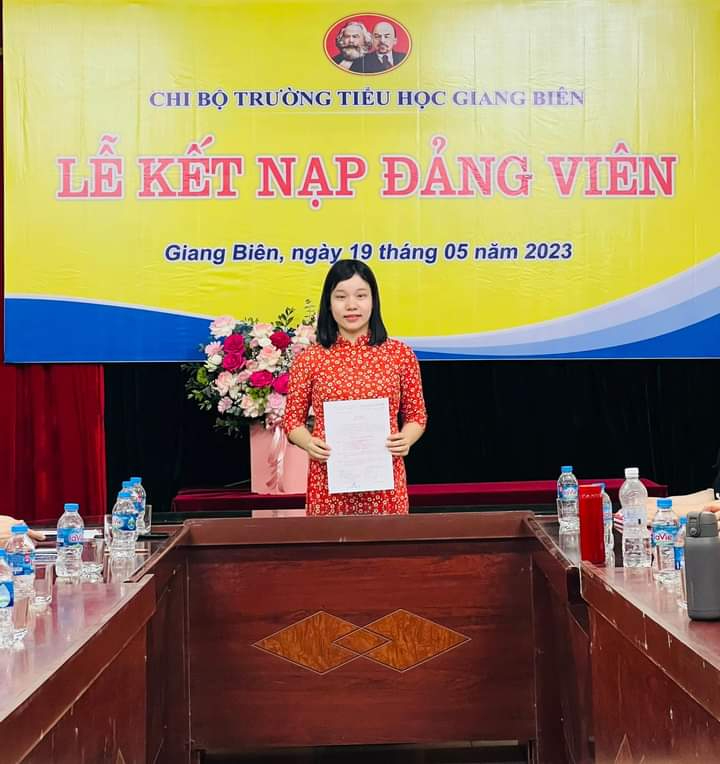 CHI BỘ TRƯỜNG TIỂU HỌC GIANG BIÊN
LỄ KẾT NẠP ĐẢNG VIÊN
Giang Biên, ngày 19 tháng 05 năm 2023
aVie